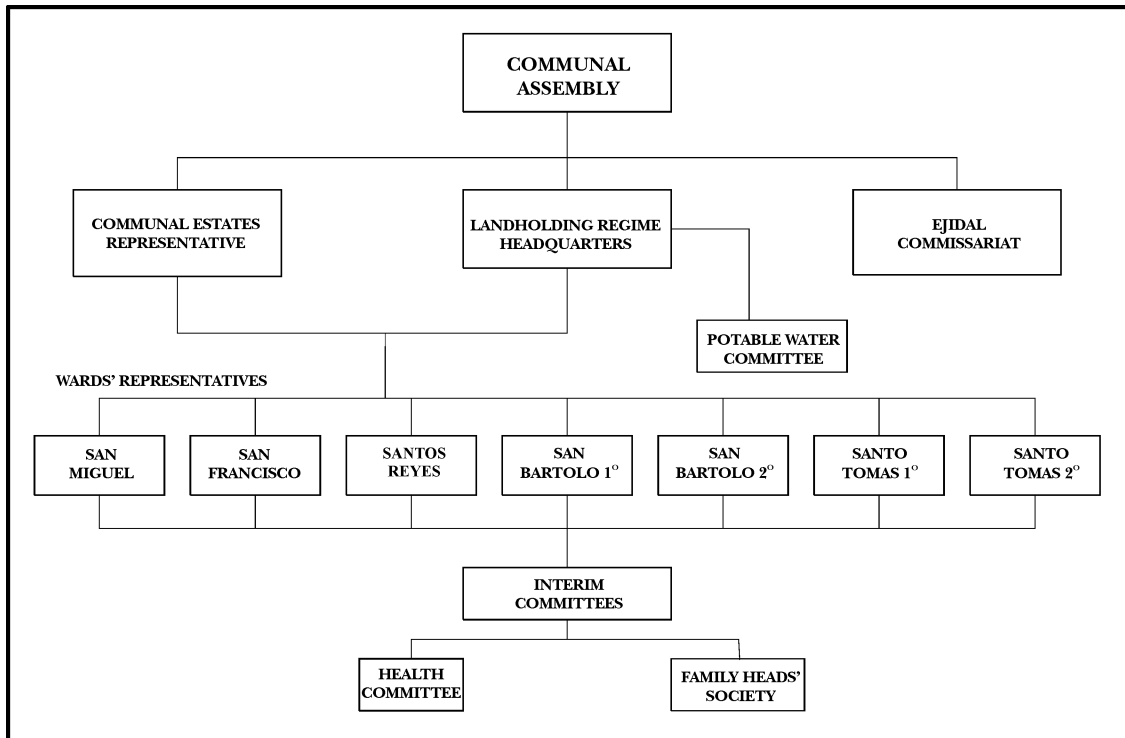 COMMUNAL
ASSEMBLY
COMMUNAL ESTATES
REPRESENTATIVE
LANDHOLDING REGIME
HEADQUARTERS
EJIDAL
COMMISSARIAT
POTABLE WATER
COMMITTEE
WARDS' REPRESENTATIVES
SAN
MIGUEL
SAN
FRANCISCO
SANTOS
REYES
SAN
BARTOLO 1°
SAN
BARTOLO 2°
SANTO
TOMAS 1°
SANTO
TOMAS 2°
INTERIM
COMMITTEES
HEALTH
COMMITTEE
FAMILY HEADS'
SOCIETY